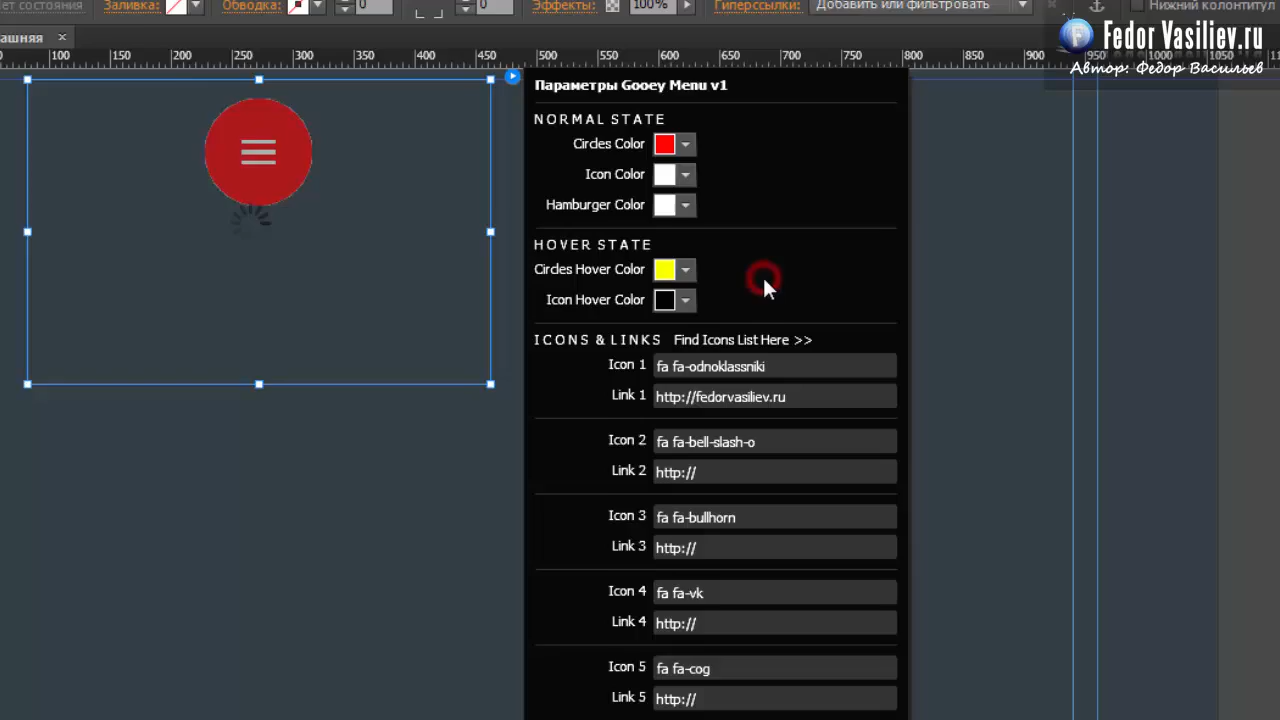 ет состояния Заливка: Обводка: 0 0 Эффекты: 100% Гиперссылки: Добавить или фильтровать Нижний колонтитул
ашняя ×
100 150 200 250 300 350 400 450 500 550 600 650 700 750 800 850 900 950 1000 1050 1100
Fedor Vasiliev.ru
Автор: Федор Васильев
Параметры Gooey Menu v1
NORMAL STATE
Circles Color
Icon Color
Hamburger Color
HOVER STATE
Circles Hover Color
Icon Hover Color
ICONS & LINKS Find Icons List Here >>
Icon 1 fa fa-odnoklassniki
Link 1 http://fedorvasiliev.ru
Icon 2 fa fa-bell-slash-o
Link 2 http://
Icon 3 fa fa-bullhorn
Link 3 http://
Icon 4 fa fa-vk
Link 4 http://
Icon 5 fa fa-cog
Link 5 http://